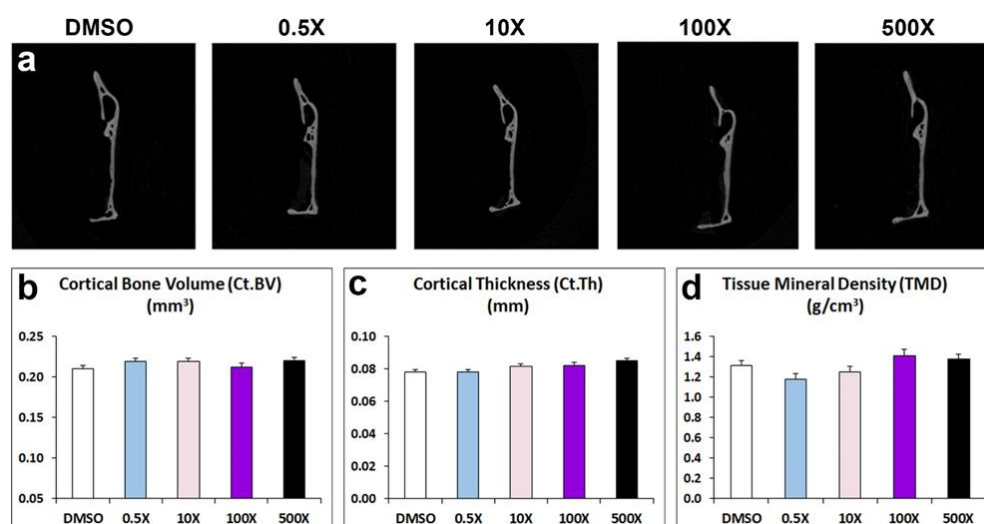 DMSO 0.5X 10X 100X 500X
a
b Cortical Bone Volume (Ct.BV)
(mm³)
0.25
0.20
0.15
0.10
0.05
DMSO 0.5X 10X 100X 500X
c Cortical Thickness (Ct.Th)
(mm)
0.10
0.08
0.06
0.04
0.02
0.00
DMSO 0.5X 10X 100X 500X
d Tissue Mineral Density (TMD)
(g/cm³)
1.6
1.4
1.2
1.0
0.8
0.6
0.4
0.2
0.0
DMSO 0.5X 10X 100X 500X